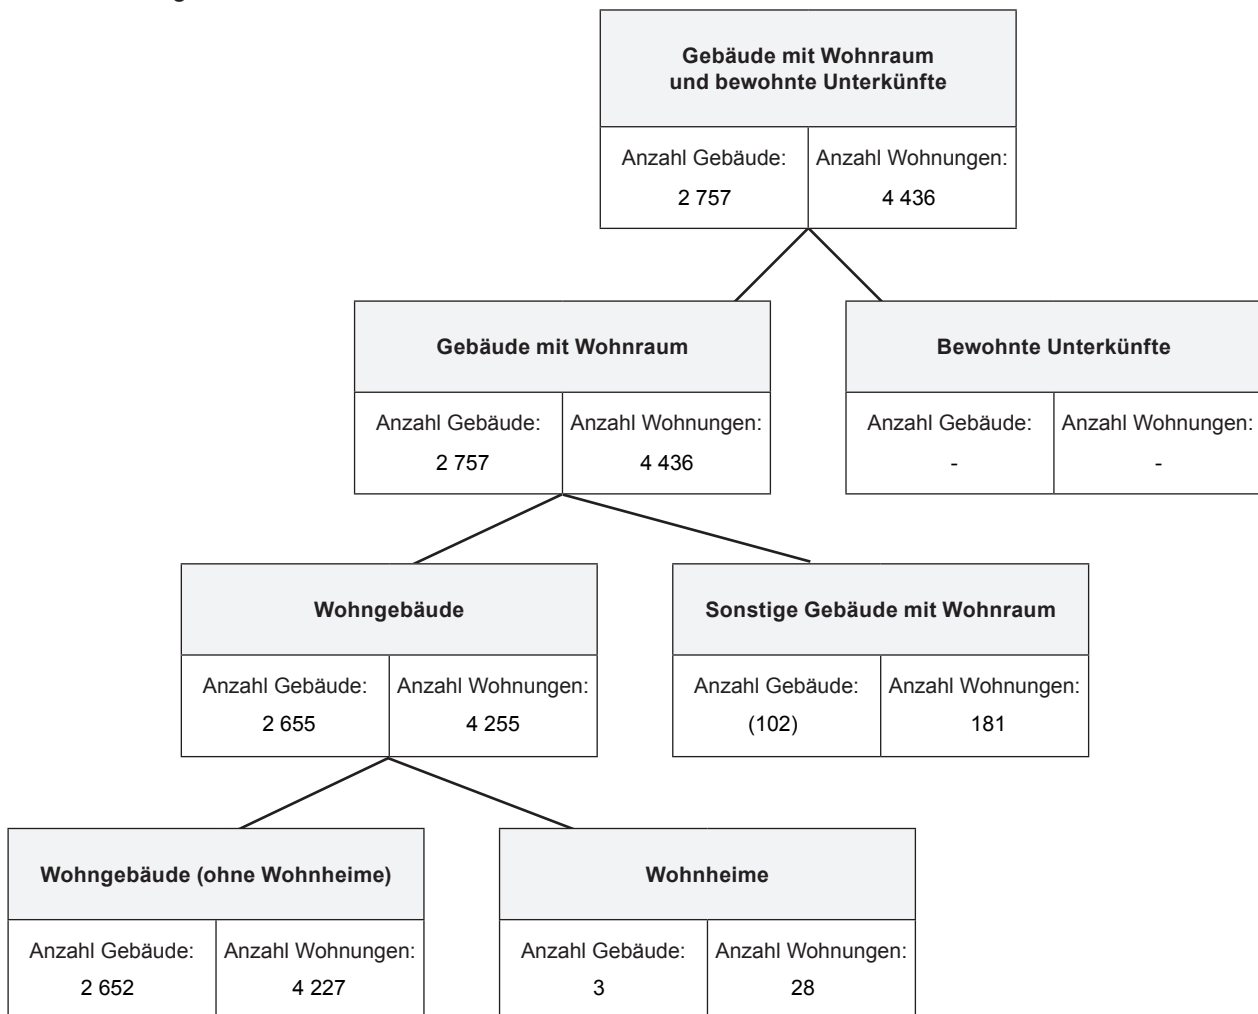 Gebäude mit Wohnraum
und bewohnte Unterkünfte
Anzahl Gebäude: Anzahl Wohnungen:
2 757 4 436
Gebäude mit Wohnraum Bewohnte Unterkünfte
Anzahl Gebäude: Anzahl Wohnungen: Anzahl Gebäude: Anzahl Wohnungen:
2 757 4 436 - -
Wohngebäude Sonstige Gebäude mit Wohnraum
Anzahl Gebäude: Anzahl Wohnungen: Anzahl Gebäude: Anzahl Wohnungen:
2 655 4 255 (102) 181
Wohngebäude (ohne Wohnheime) Wohnheime
Anzahl Gebäude: Anzahl Wohnungen: Anzahl Gebäude: Anzahl Wohnungen:
2 652 4 227 3 28